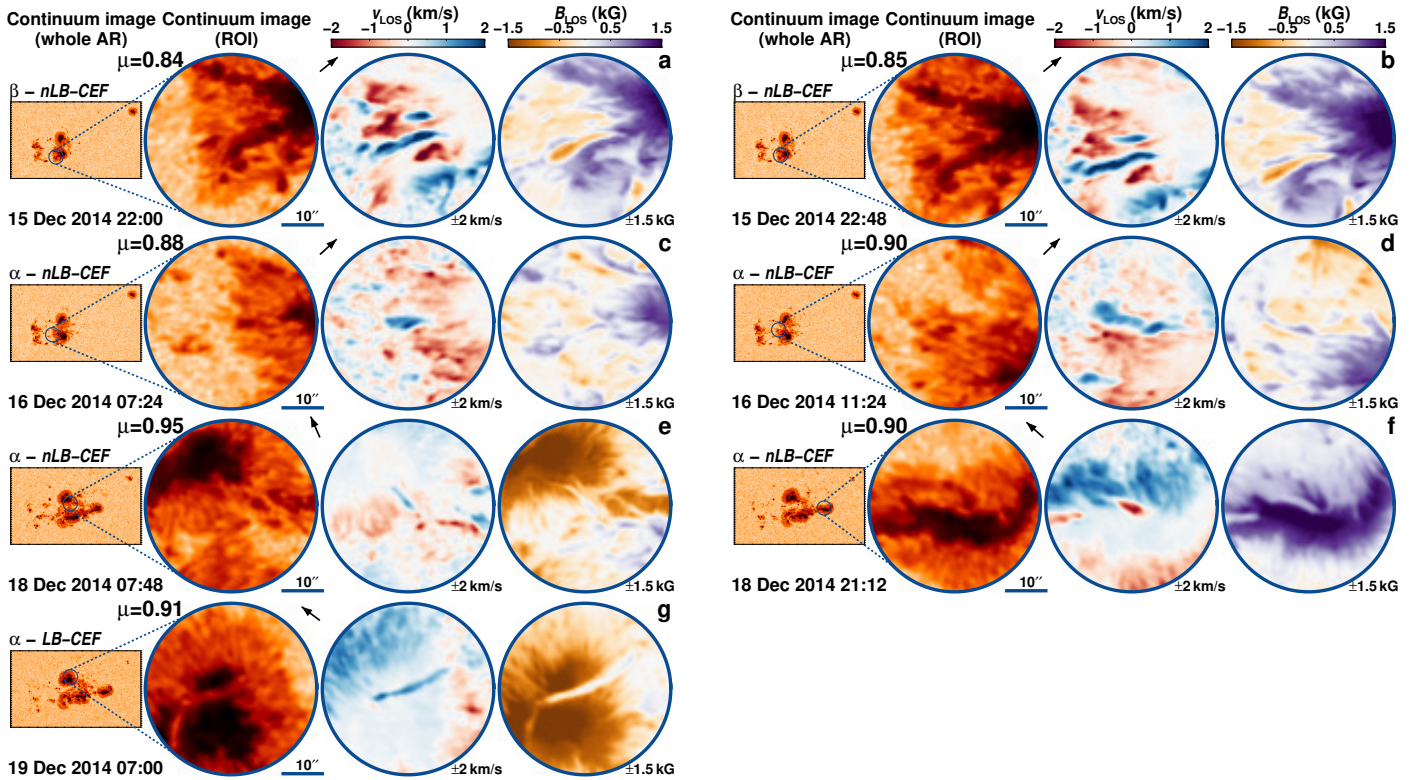 Continuum image (whole AR)
Continuum image (ROI)
v_LOS (km/s)
−2 −1 0 1 2
B_LOS (kG)
−1.5 −0.5 0.5 1.5
μ=0.84
a
β − nLB−CEF
15 Dec 2014 22:00
10′′
±2 km/s
±1.5 kG
Continuum image (whole AR)
Continuum image (ROI)
v_LOS (km/s)
−2 −1 0 1 2
B_LOS (kG)
−1.5 −0.5 0.5 1.5
μ=0.85
b
β − nLB−CEF
15 Dec 2014 22:48
10′′
±2 km/s
±1.5 kG
μ=0.88
c
α − nLB−CEF
16 Dec 2014 07:24
10′′
±2 km/s
±1.5 kG
μ=0.90
d
α − nLB−CEF
16 Dec 2014 11:24
10′′
±2 km/s
±1.5 kG
μ=0.95
e
α − nLB−CEF
18 Dec 2014 07:48
10′′
±2 km/s
±1.5 kG
μ=0.90
f
α − nLB−CEF
18 Dec 2014 21:12
10′′
±2 km/s
±1.5 kG
μ=0.91
g
α − LB−CEF
19 Dec 2014 07:00
10′′
±2 km/s
±1.5 kG